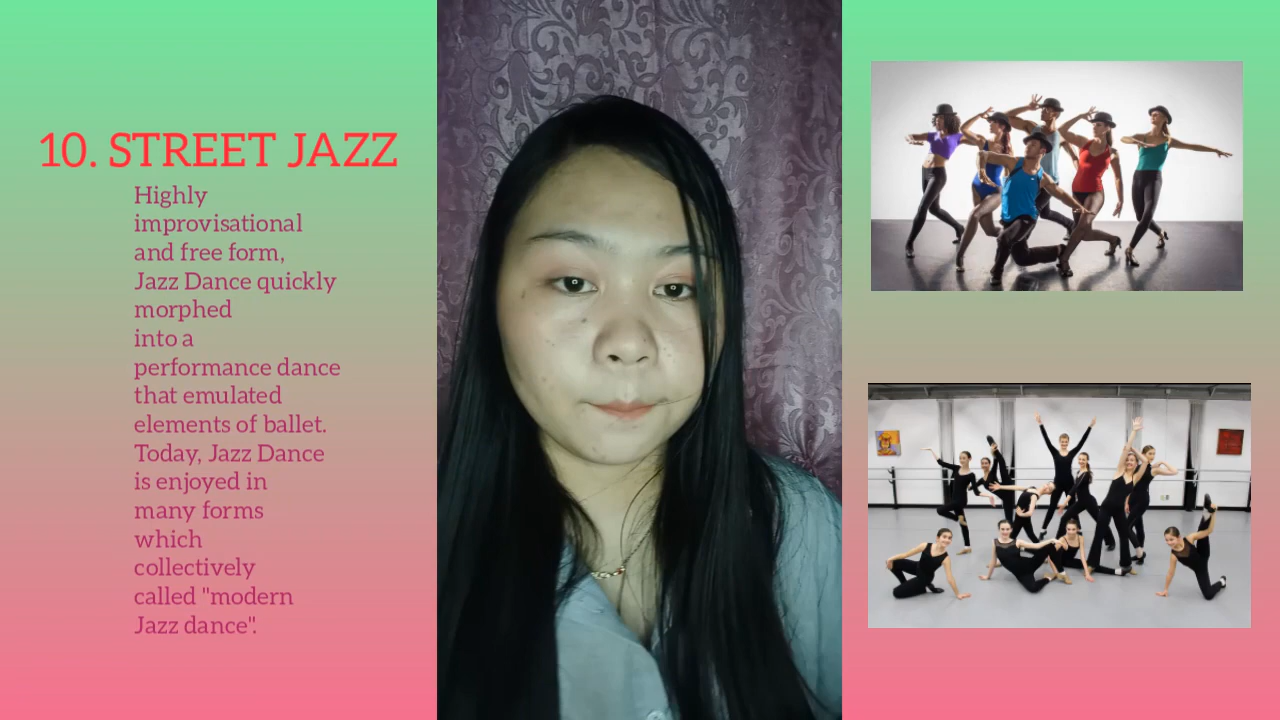 10. STREET JAZZ
Highly
improvisational
and free form,
Jazz Dance quickly
morphed
into a
performance dance
that emulated
elements of ballet.
Today, Jazz Dance
is enjoyed in
many forms
which
collectively
called "modern
Jazz dance".